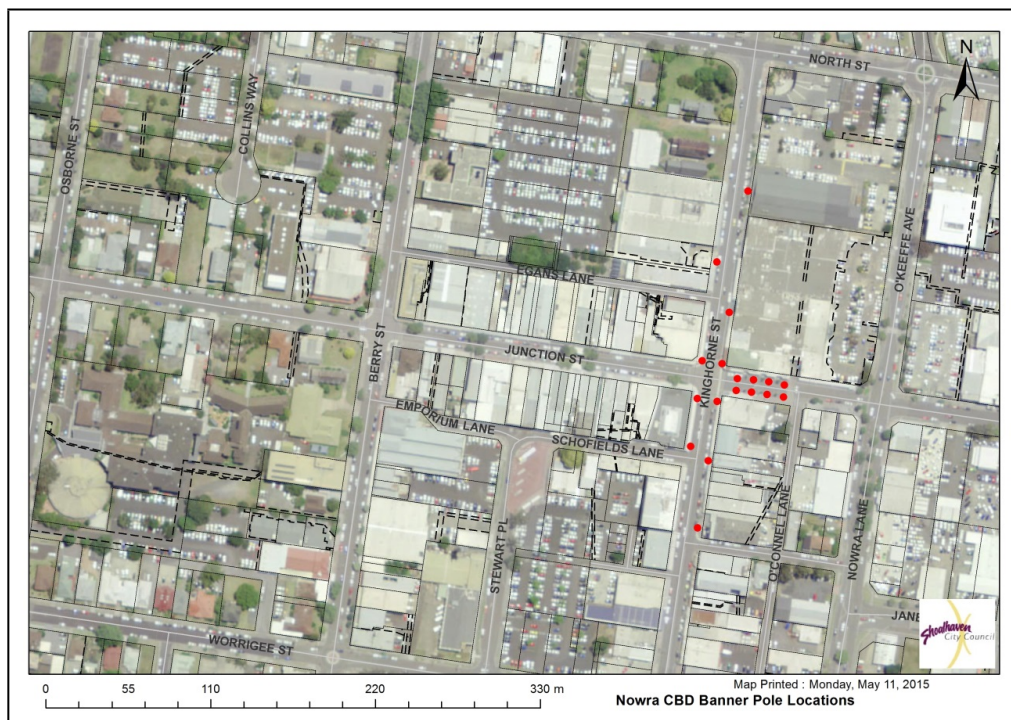 NORTH ST
N
COLLINS WAY
OSBORNE ST
O'KEEFFE AVE
EGANS LANE
KINGHORNE ST
BERRY ST
JUNCTION ST
EMPORIUM LANE
SCHOFIELDS LANE
O'CONNEL LANE
NOWRA LANE
STEWART PL
JANE
WORRIGEE ST
Shoalhaven
City Council
0 55 110 220 330 m
Map Printed : Monday, May 11, 2015
Nowra CBD Banner Pole Locations